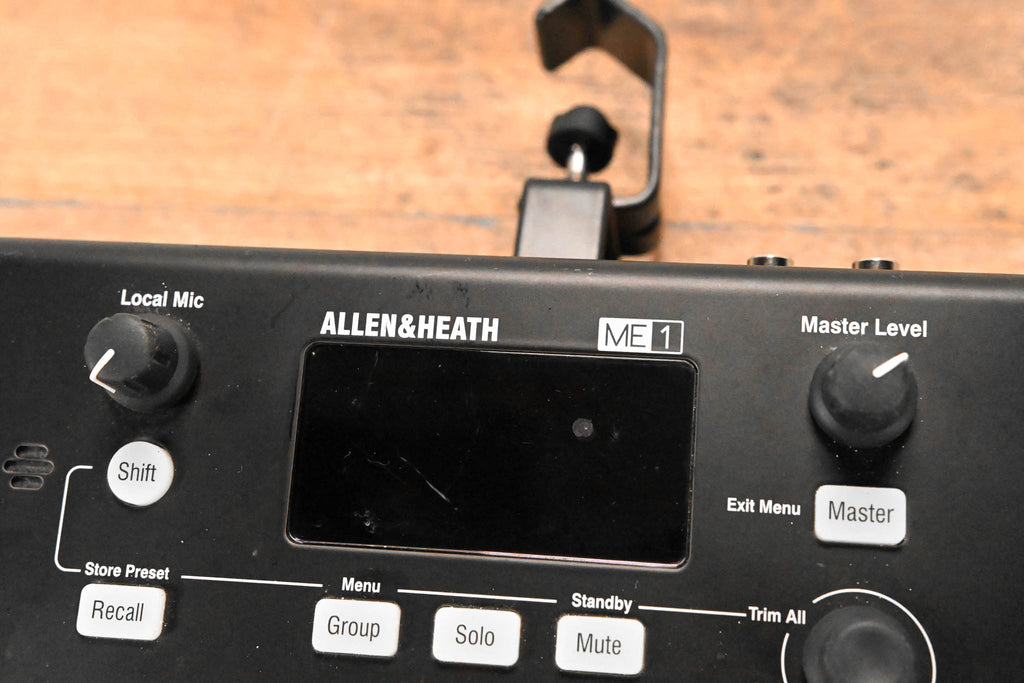 Local Mic
ALLEN&HEATH
ME 1
Master Level
Shift
Exit Menu
Master
Store Preset
Menu
Standby
Trim All
Recall
Group
Solo
Mute